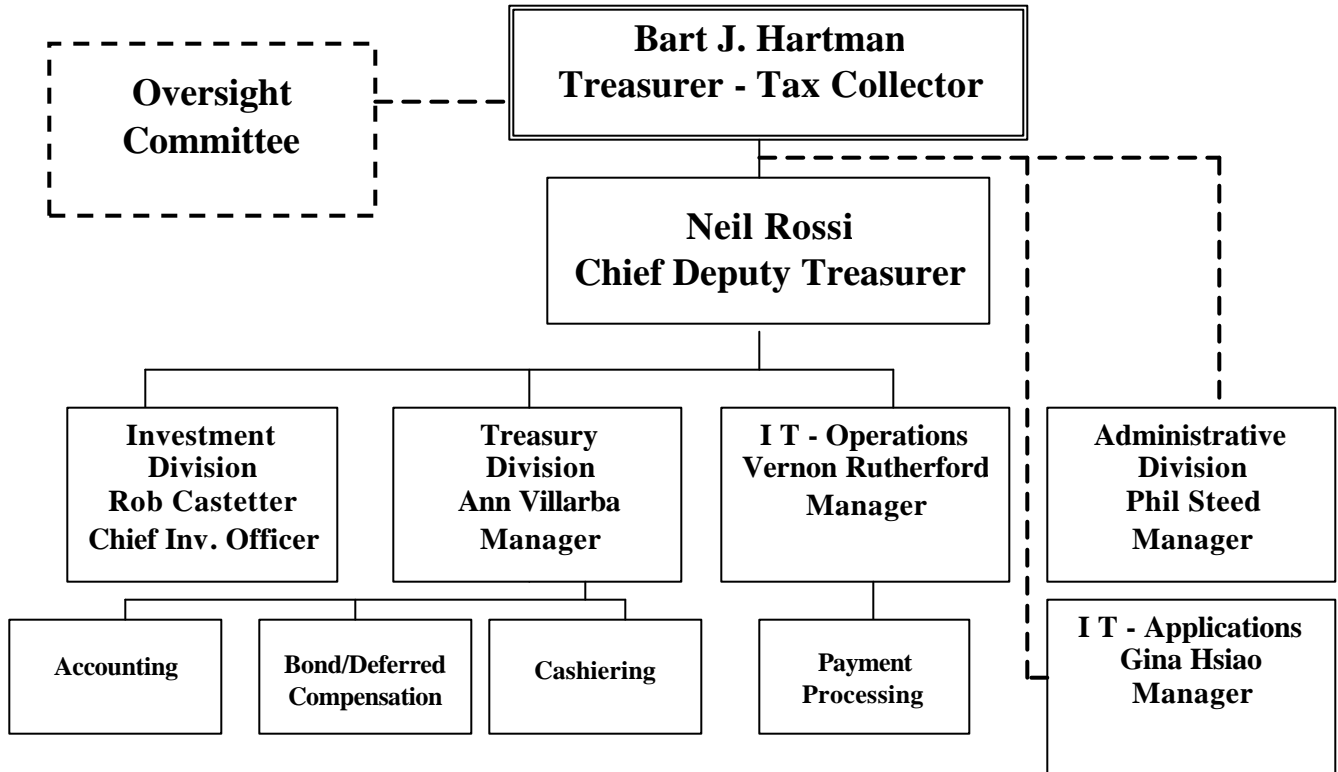 Bart J. Hartman
Treasurer - Tax Collector
Oversight
Committee
Neil Rossi
Chief Deputy Treasurer
Investment
Division
Rob Castetter
Chief Inv. Officer
Treasury
Division
Ann Villarba
Manager
I T - Operations
Vernon Rutherford
Manager
Administrative
Division
Phil Steed
Manager
Accounting
Bond/Deferred
Compensation
Cashiering
Payment
Processing
I T - Applications
Gina Hsiao
Manager